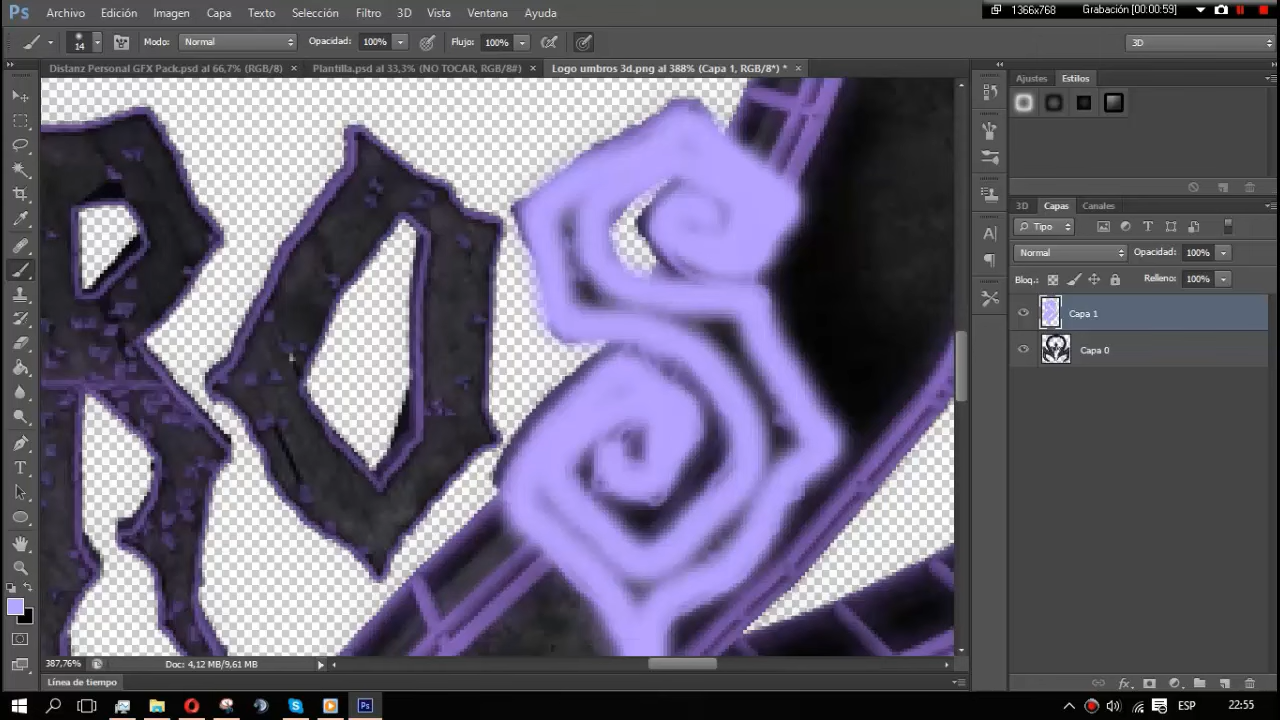 1366x768 Grabación [00:00:59]
Ps Archivo Edición Imagen Capa Texto Selección Filtro 3D Vista Ventana Ayuda
14 Modo: Normal Opacidad: 100% Flujo: 100% 3D
Distanz Personal GFX Pack.psd al 66,7% (RGB/8) × Plantilla.psd al 33,3% (NO TOCAR, RGB/8#) × Logo umbros 3d.png al 388% (Capa 1, RGB/8*) * ×
Ajustes Estilos
3D Capas Canales
Tipo
Normal Opacidad: 100%
Bloq.: Relleno: 100%
Capa 1
Capa 0
ROS
387,76% Doc: 4,12 MB/9,61 MB
Línea de tiempo
Ps ESP 22:55